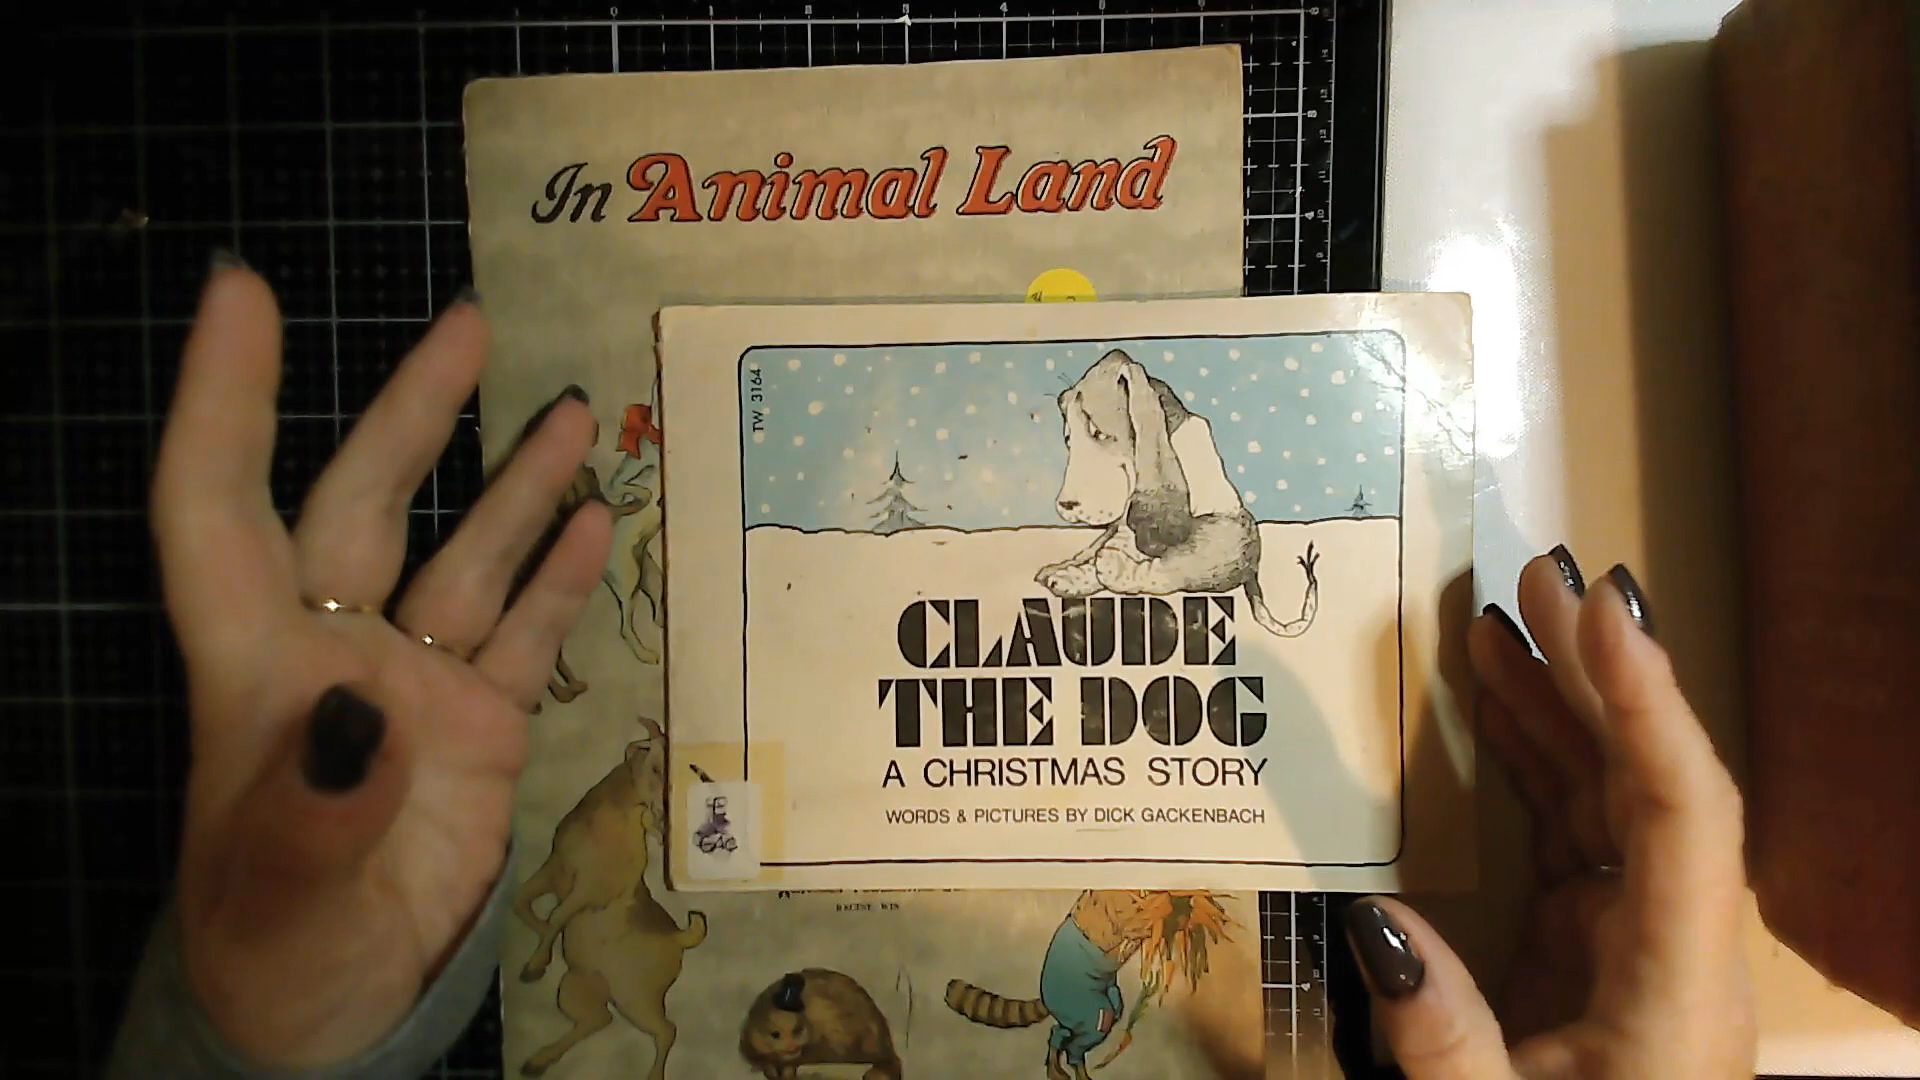 In Animal Land
TW 3164
CLAUDE
THE DOG
A CHRISTMAS STORY
WORDS & PICTURES BY DICK GACKENBACH
E
GAC